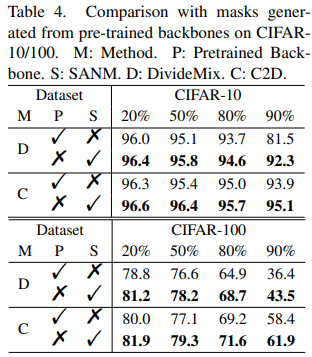 Table 4. Comparison with masks gener-
ated from pre-trained backbones on CIFAR-
10/100. M: Method. P: Pretrained Back-
bone. S: SANM. D: DivideMix. C: C2D.
Dataset CIFAR-10
M P S 20% 50% 80% 90%
D ✓ ✗ 96.0 95.1 93.7 81.5
✗ ✓ 96.4 95.8 94.6 92.3
C ✓ ✗ 96.3 95.4 95.0 93.9
✗ ✓ 96.6 96.4 95.7 95.1
Dataset CIFAR-100
M P S 20% 50% 80% 90%
D ✓ ✗ 78.8 76.6 64.9 36.4
✗ ✓ 81.2 78.2 68.7 43.5
C ✓ ✗ 80.0 77.1 69.2 58.4
✗ ✓ 81.9 79.3 71.6 61.9